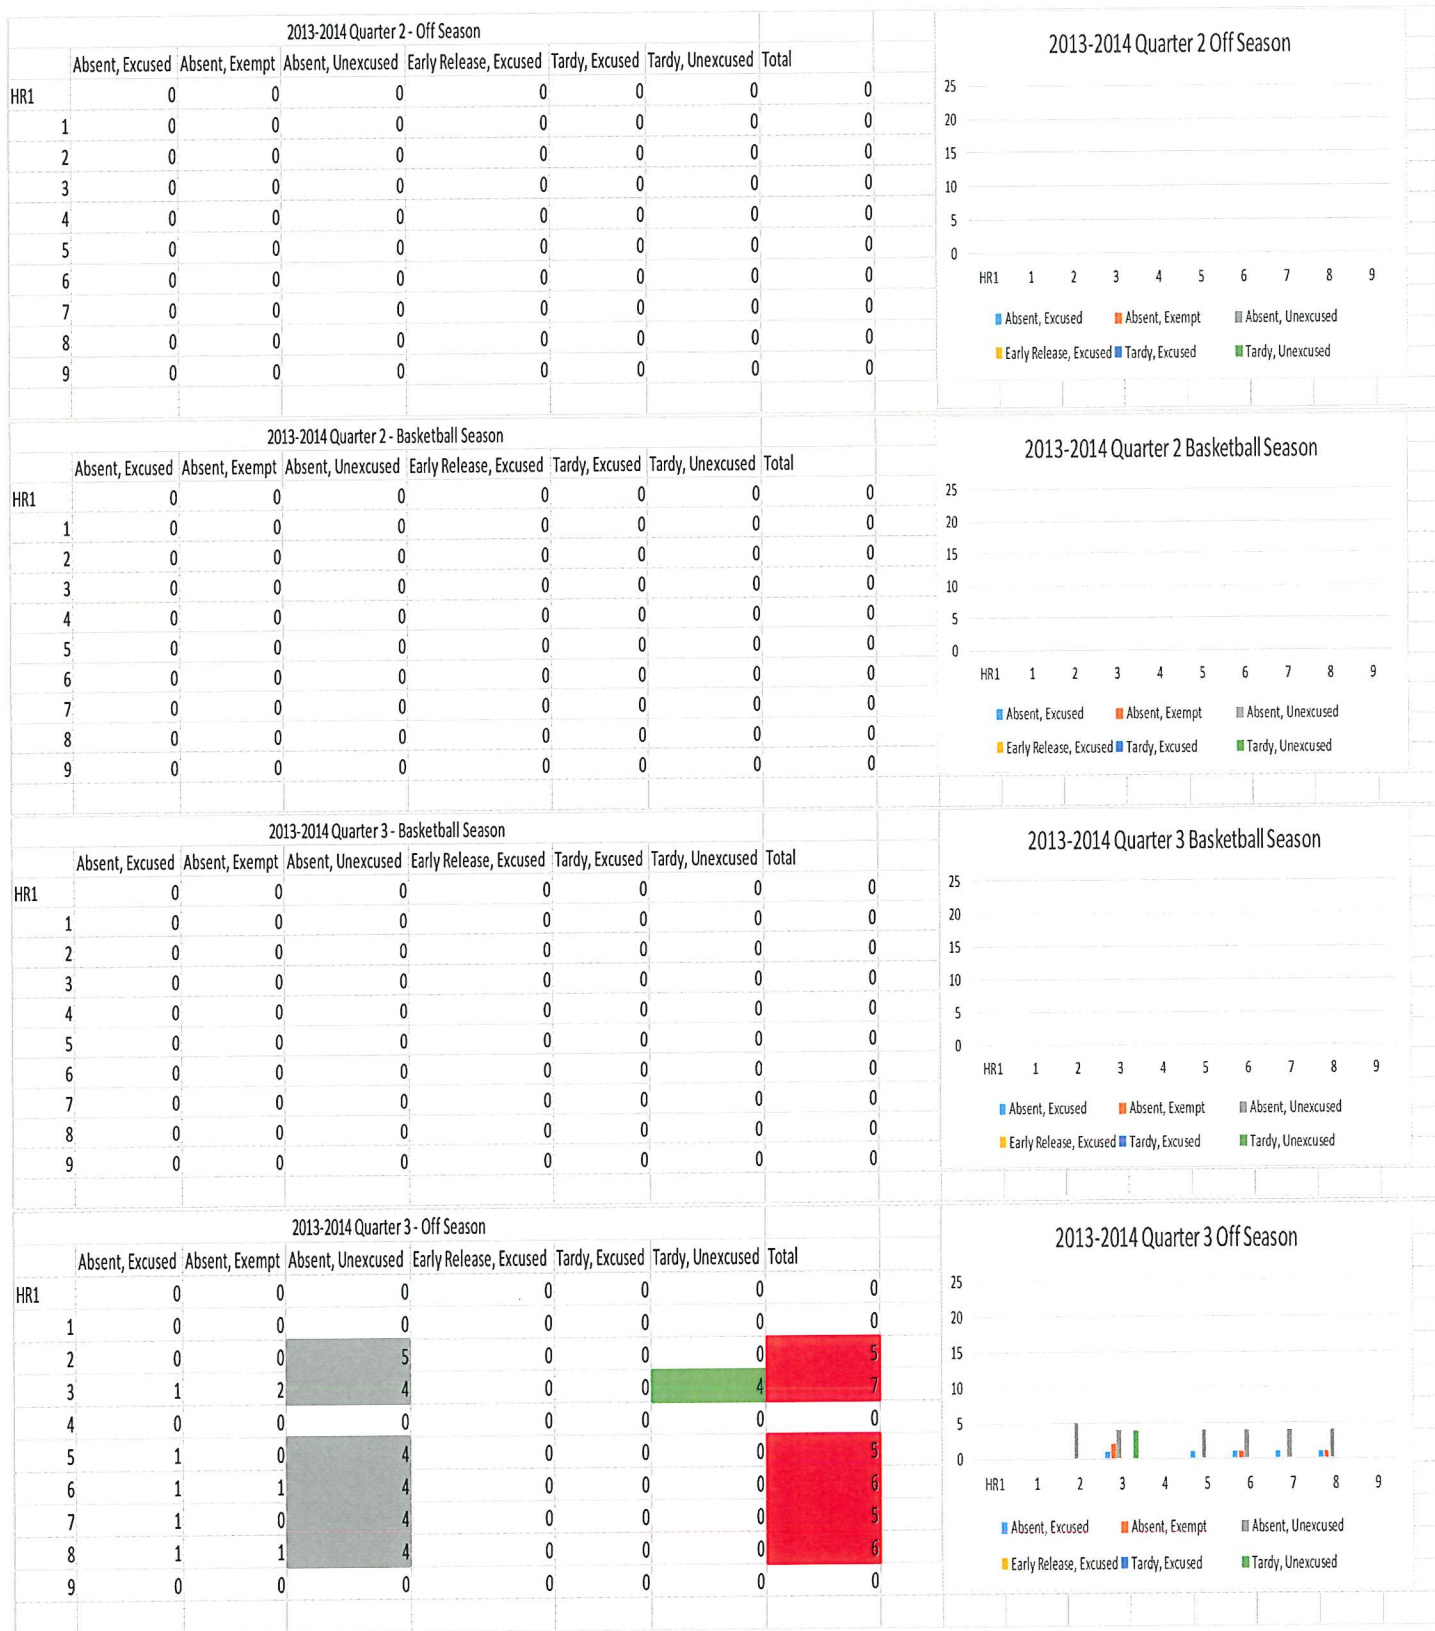 2013-2014 Quarter 2 - Off Season
Absent, Excused Absent, Exempt Absent, Unexcused Early Release, Excused Tardy, Excused Tardy, Unexcused Total
HR1 0 0 0 0 0 0 0
1 0 0 0 0 0 0 0
2 0 0 0 0 0 0 0
3 0 0 0 0 0 0 0
4 0 0 0 0 0 0 0
5 0 0 0 0 0 0 0
6 0 0 0 0 0 0 0
7 0 0 0 0 0 0 0
8 0 0 0 0 0 0 0
9 0 0 0 0 0 0 0
2013-2014 Quarter 2 Off Season
25
20
15
10
5
0
HR1 1 2 3 4 5 6 7 8 9
Absent, Excused Absent, Exempt Absent, Unexcused
Early Release, Excused Tardy, Excused Tardy, Unexcused
2013-2014 Quarter 2 - Basketball Season
Absent, Excused Absent, Exempt Absent, Unexcused Early Release, Excused Tardy, Excused Tardy, Unexcused Total
HR1 0 0 0 0 0 0 0
1 0 0 0 0 0 0 0
2 0 0 0 0 0 0 0
3 0 0 0 0 0 0 0
4 0 0 0 0 0 0 0
5 0 0 0 0 0 0 0
6 0 0 0 0 0 0 0
7 0 0 0 0 0 0 0
8 0 0 0 0 0 0 0
9 0 0 0 0 0 0 0
2013-2014 Quarter 2 Basketball Season
25
20
15
10
5
0
HR1 1 2 3 4 5 6 7 8 9
Absent, Excused Absent, Exempt Absent, Unexcused
Early Release, Excused Tardy, Excused Tardy, Unexcused
2013-2014 Quarter 3 - Basketball Season
Absent, Excused Absent, Exempt Absent, Unexcused Early Release, Excused Tardy, Excused Tardy, Unexcused Total
HR1 0 0 0 0 0 0 0
1 0 0 0 0 0 0 0
2 0 0 0 0 0 0 0
3 0 0 0 0 0 0 0
4 0 0 0 0 0 0 0
5 0 0 0 0 0 0 0
6 0 0 0 0 0 0 0
7 0 0 0 0 0 0 0
8 0 0 0 0 0 0 0
9 0 0 0 0 0 0 0
2013-2014 Quarter 3 Basketball Season
25
20
15
10
5
0
HR1 1 2 3 4 5 6 7 8 9
Absent, Excused Absent, Exempt Absent, Unexcused
Early Release, Excused Tardy, Excused Tardy, Unexcused
2013-2014 Quarter 3 - Off Season
Absent, Excused Absent, Exempt Absent, Unexcused Early Release, Excused Tardy, Excused Tardy, Unexcused Total
HR1 0 0 0 0 0 0 0
1 0 0 0 0 0 0 0
2 0 0 5 0 0 0 5
3 1 2 4 0 0 4 7
4 0 0 0 0 0 0 0
5 1 0 4 0 0 0 5
6 1 1 4 0 0 0 6
7 1 0 4 0 0 0 5
8 1 1 4 0 0 0 6
9 0 0 0 0 0 0 0
2013-2014 Quarter 3 Off Season
25
20
15
10
5
0
HR1 1 2 3 4 5 6 7 8 9
Absent, Excused Absent, Exempt Absent, Unexcused
Early Release, Excused Tardy, Excused Tardy, Unexcused